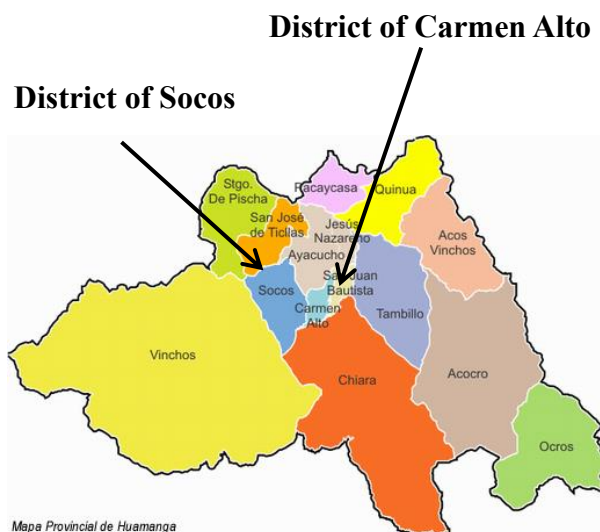 District of Carmen Alto
District of Socos
Stgo.
De Pischa
Pacaycasa
Quinua
San José
de Ticllas
Jesús
Nazareno
Acos
Vinchos
Ayacucho
San Juan
Bautista
Socos
Carmen
Alto
Tambillo
Vinchos
Chiara
Acocro
Ocros
Mapa Provincial de Huamanga